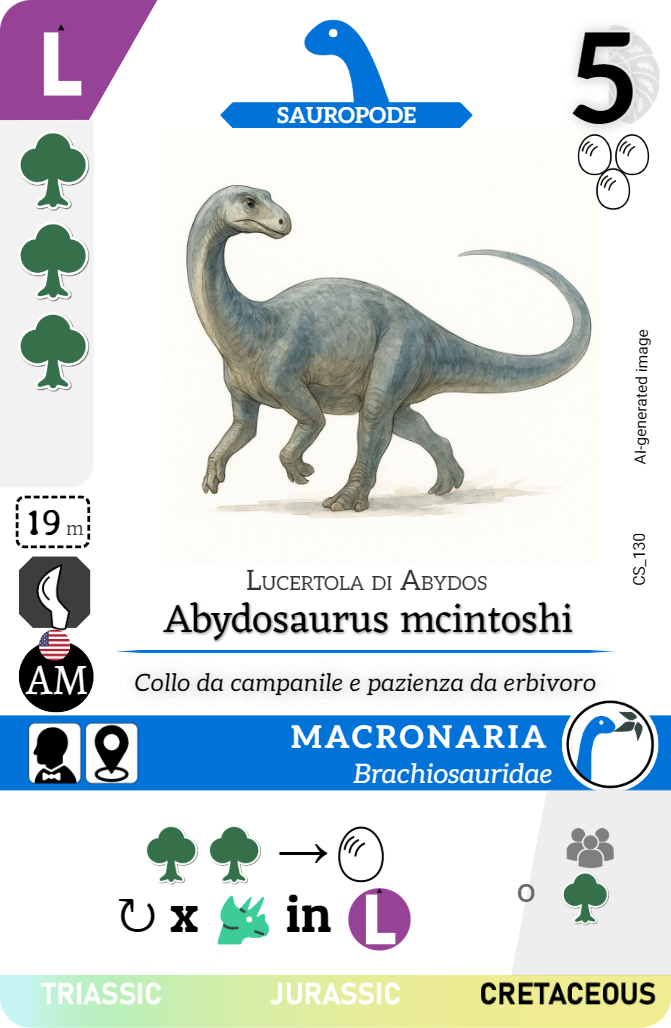 L
SAUROPODE
5
AI-generated image
CS_130
19 m
AM
Lucertola di Abydos
Abydosaurus mcintoshi
Collo da campanile e pazienza da erbivoro
MACRONARIA
Brachiosauridae
→
↻ x in L
o
TRIASSIC JURASSIC CRETACEOUS